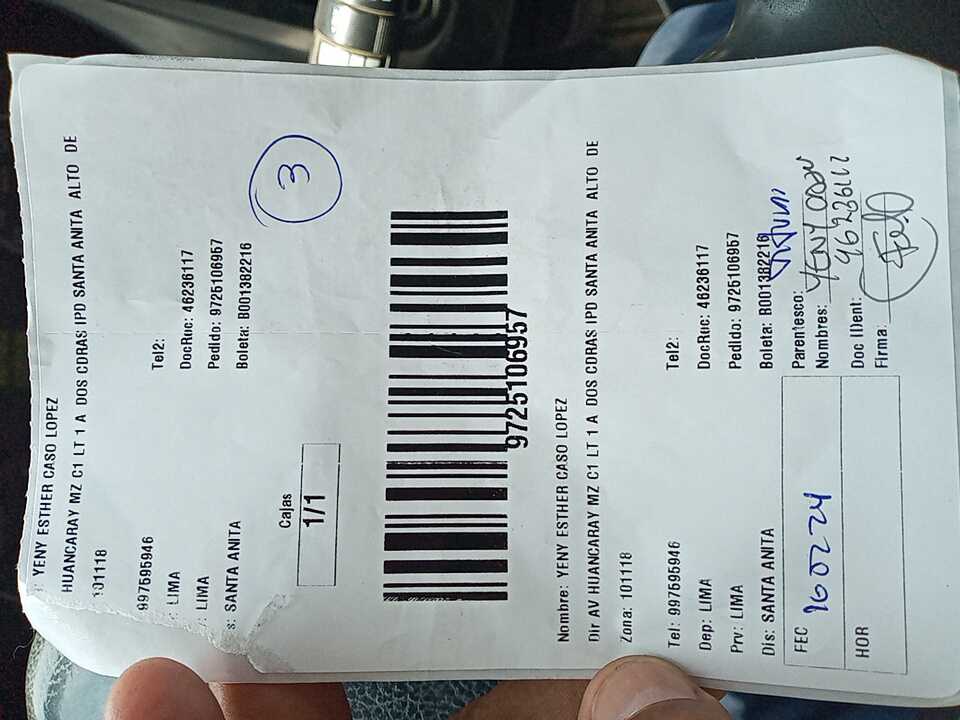 : YENY ESTHER CASO LOPEZ
HUANCARAY MZ C1 LT 1 A DOS CDRAS IPD SANTA ANITA ALTO DE
101118
997595946
: LIMA
: LIMA
s: SANTA ANITA
Tel2:
DocRuc: 46236117
Pedido: 9725106957
Boleta: B001382216
Cajas
1/1
3
9725106957
Nombre: YENY ESTHER CASO LOPEZ
Dir AV HUANCARAY MZ C1 LT 1 A DOS CDRAS IPD SANTA ANITA ALTO DE
Zona: 101118
Tel: 997595946
Dep: LIMA
Prv: LIMA
Dis: SANTA ANITA
Tel2:
DocRuc: 46236117
Pedido: 9725106957
Boleta: B001382216
FEC 160224
HOR
Parentesco:
Nombres: YENY
Doc IDent: 46236117
Firma: